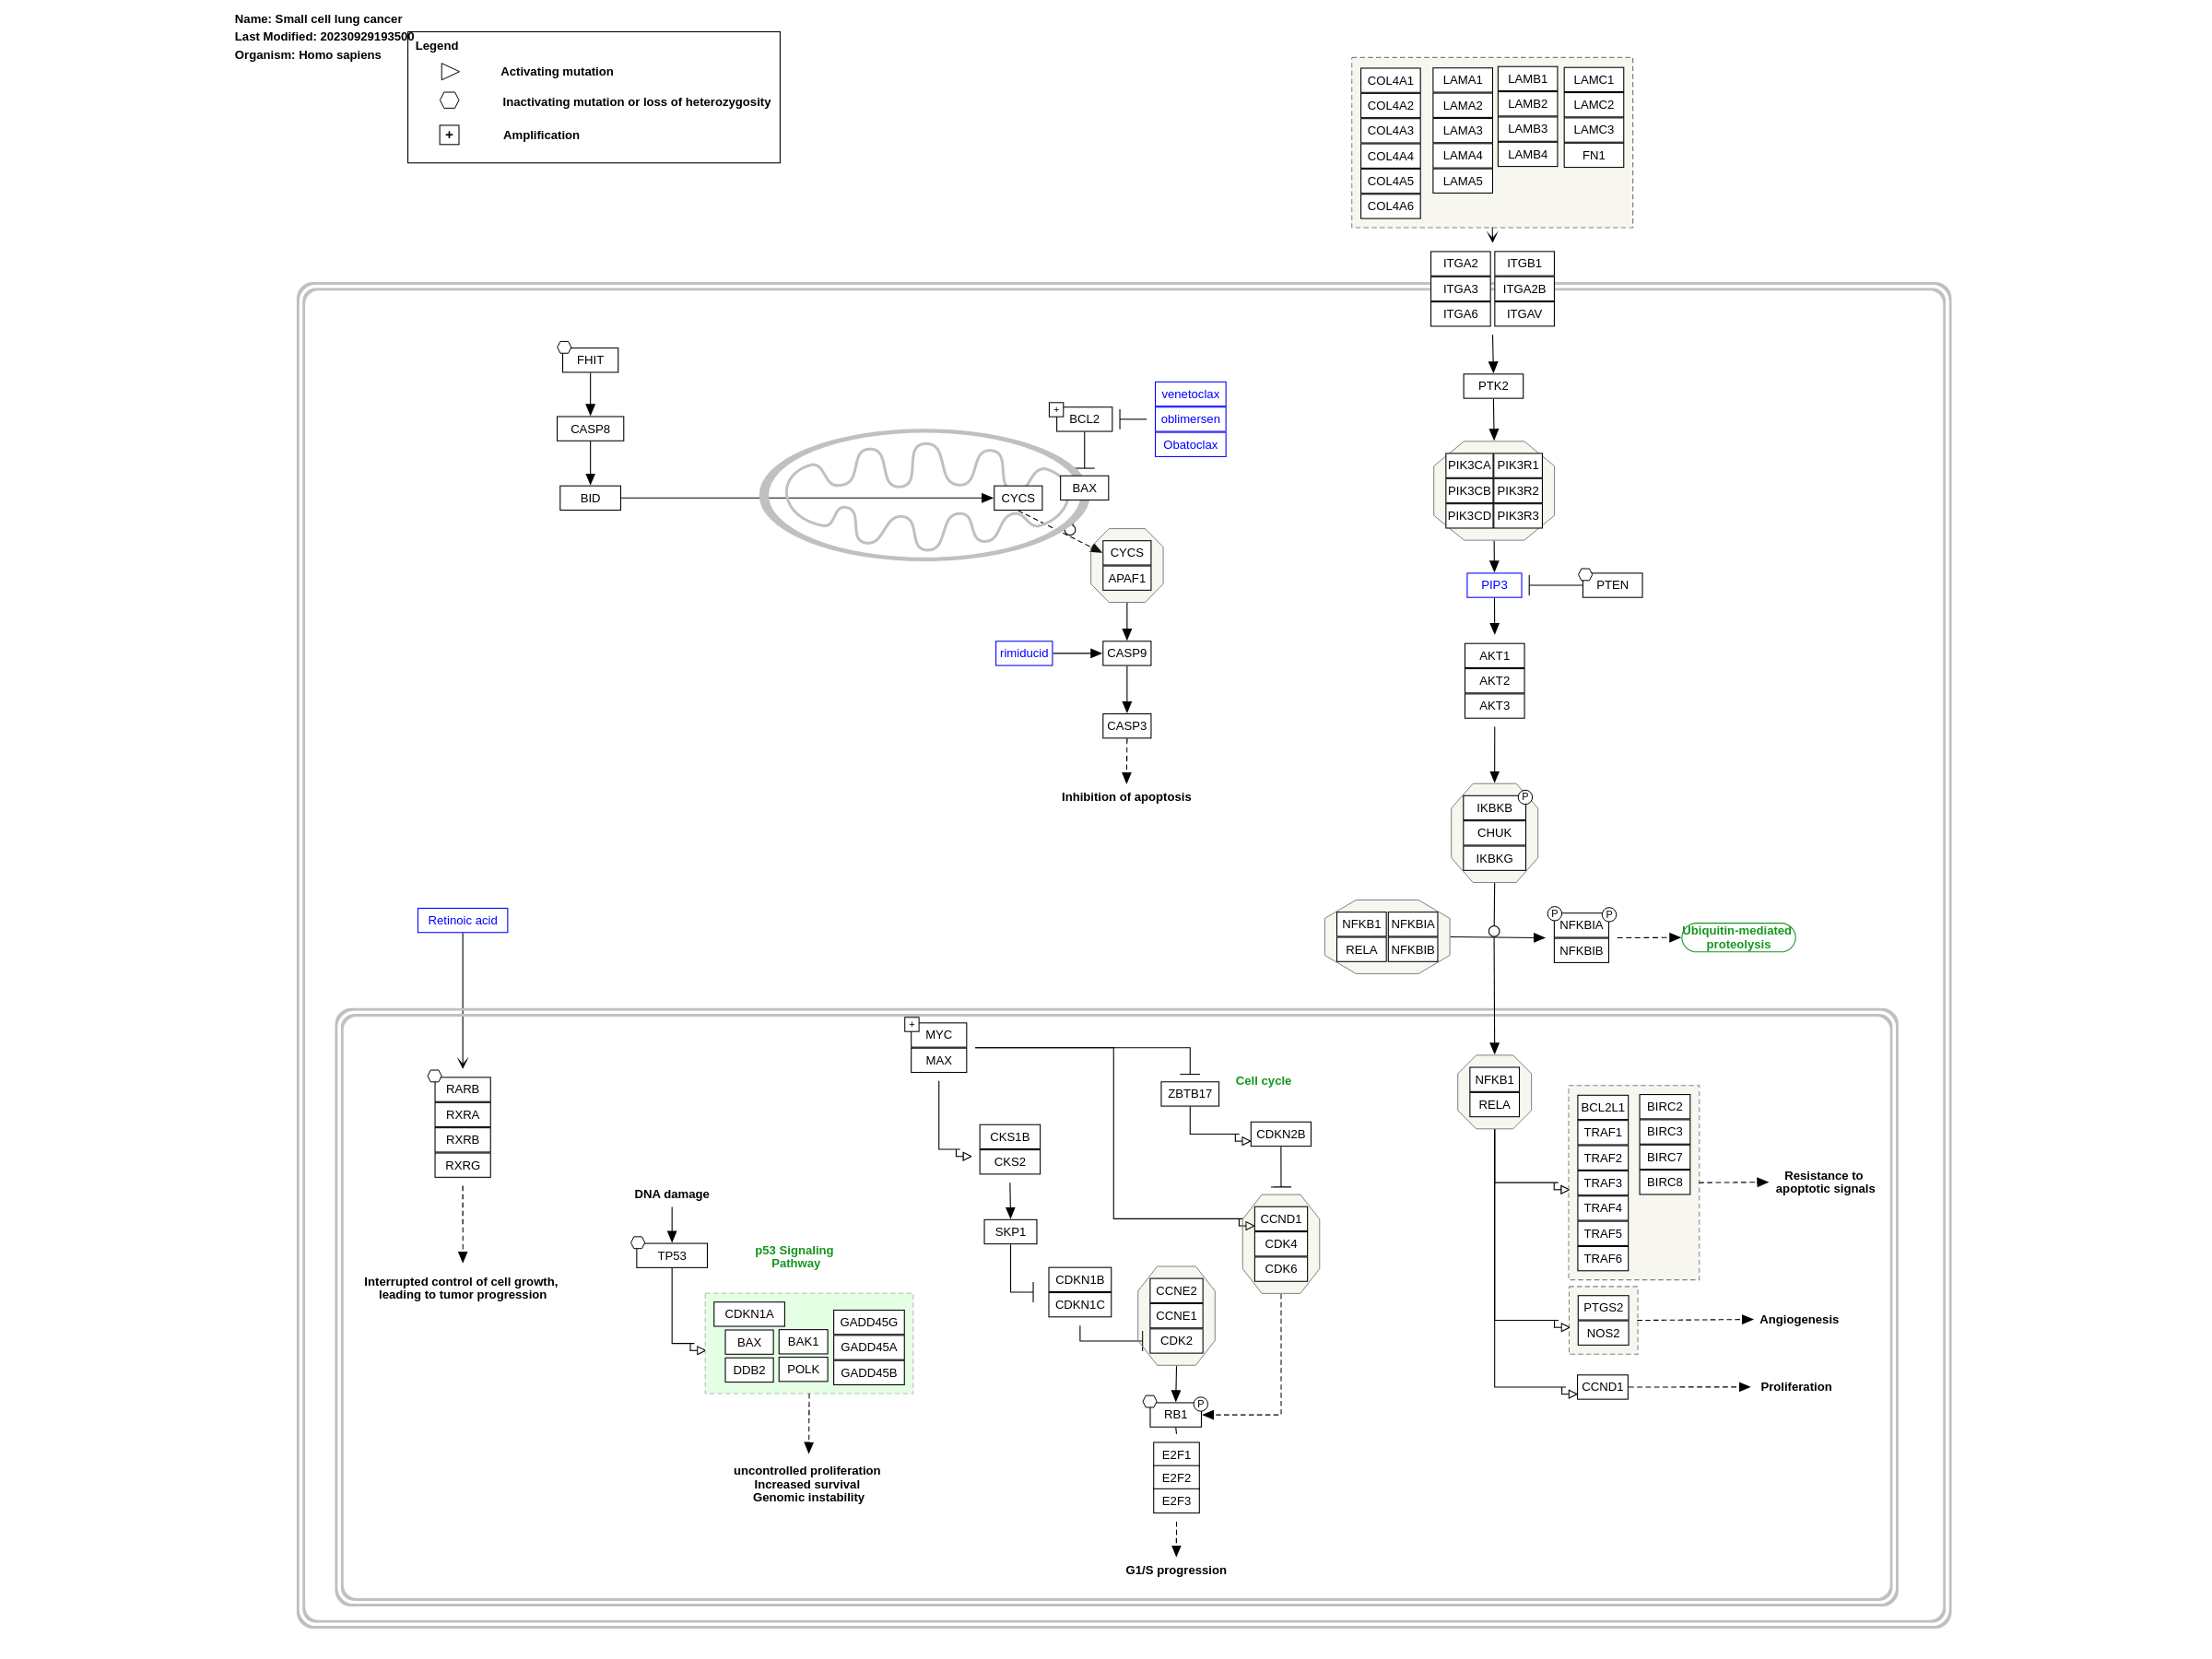 Name: Small cell lung cancer
Last Modified: 20230929193500
Organism: Homo sapiens
Legend
Activating mutation
Inactivating mutation or loss of heterozygosity
+
Amplification
COL4A1
COL4A2
COL4A3
COL4A4
COL4A5
COL4A6
LAMA1
LAMA2
LAMA3
LAMA4
LAMA5
LAMB1
LAMB2
LAMB3
LAMB4
LAMC1
LAMC2
LAMC3
FN1
ITGA2
ITGA3
ITGA6
ITGB1
ITGA2B
ITGAV
FHIT
CASP8
BID
CYCS
+
BCL2
BAX
venetoclax
oblimersen
Obatoclax
CYCS
APAF1
rimiducid
CASP9
CASP3
Inhibition of apoptosis
PTK2
PIK3CA
PIK3CB
PIK3CD
PIK3R1
PIK3R2
PIK3R3
PIP3
PTEN
AKT1
AKT2
AKT3
P
IKBKB
CHUK
IKBKG
NFKB1
RELA
NFKBIA
NFKBIB
P
P
NFKBIA
NFKBIB
Ubiquitin-mediated
proteolysis
Retinoic acid
RARB
RXRA
RXRB
RXRG
Interrupted control of cell growth,
leading to tumor progression
DNA damage
TP53
p53 Signaling
Pathway
CDKN1A
BAX
DDB2
BAK1
POLK
GADD45G
GADD45A
GADD45B
uncontrolled proliferation
Increased survival
Genomic instability
+
MYC
MAX
CKS1B
CKS2
SKP1
CDKN1B
CDKN1C
ZBTB17
Cell cycle
CDKN2B
CCND1
CDK4
CDK6
CCNE2
CCNE1
CDK2
P
RB1
E2F1
E2F2
E2F3
G1/S progression
NFKB1
RELA
BCL2L1
TRAF1
TRAF2
TRAF3
TRAF4
TRAF5
TRAF6
BIRC2
BIRC3
BIRC7
BIRC8
Resistance to
apoptotic signals
PTGS2
NOS2
Angiogenesis
CCND1
Proliferation